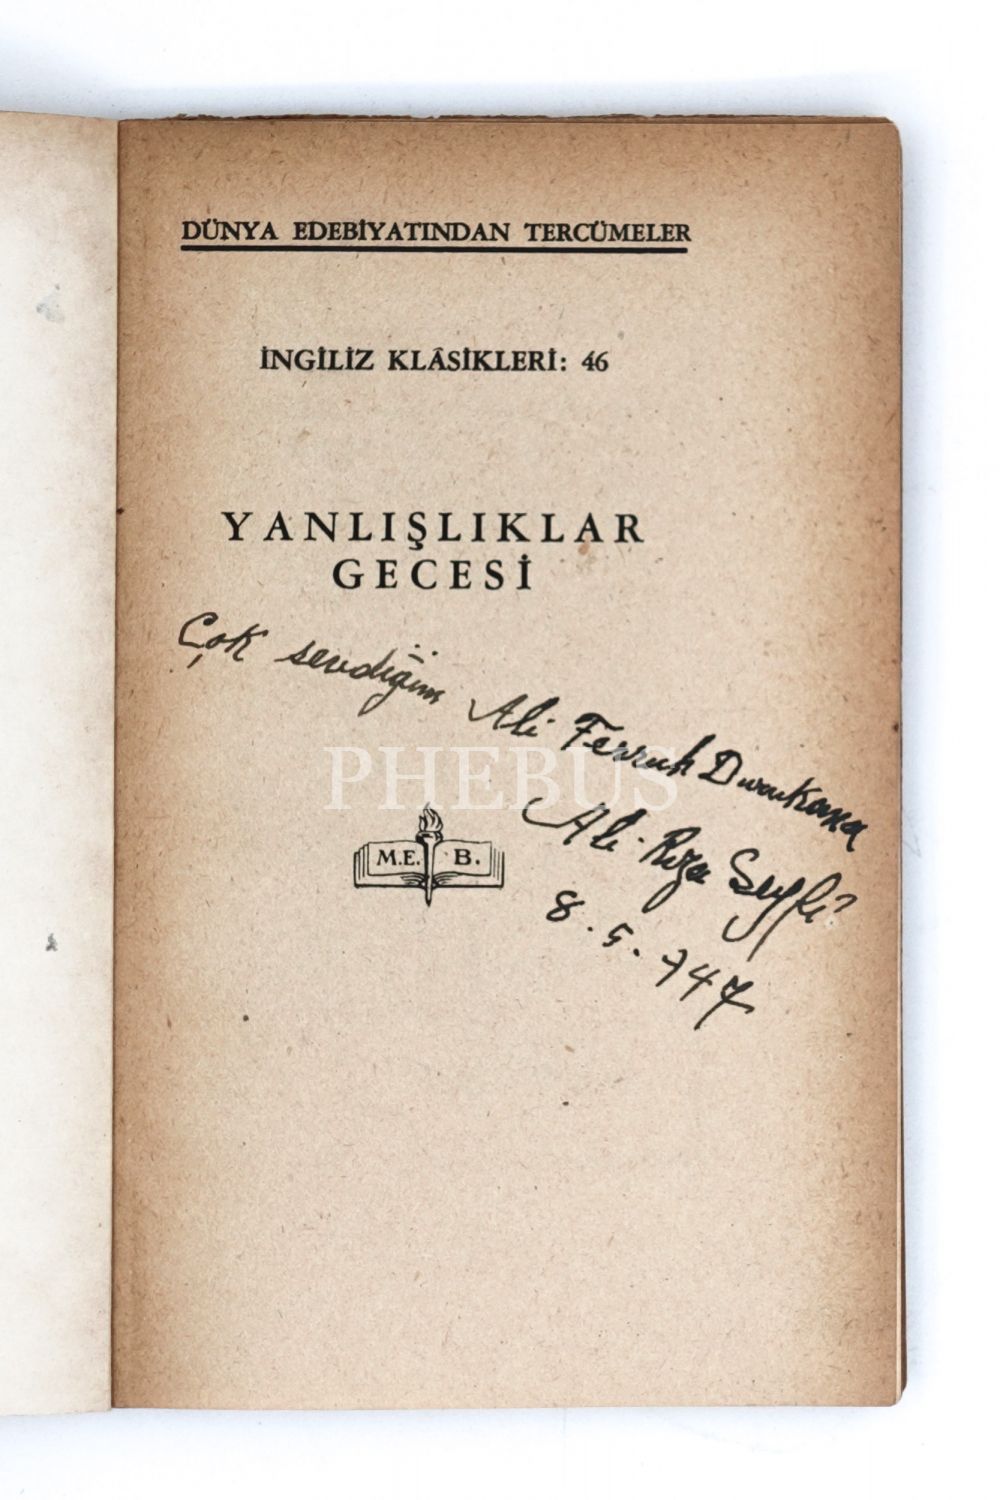 DÜNYA EDEBİYATINDAN TERCÜMELER
İNGİLİZ KLÂSİKLERİ: 46
YANLIŞLIKLAR
GECESİ
Çok sevdiğim Ali Ferruh
PHEBUS
Ali Rıza Seyfi
M.E. B.
8.5.947